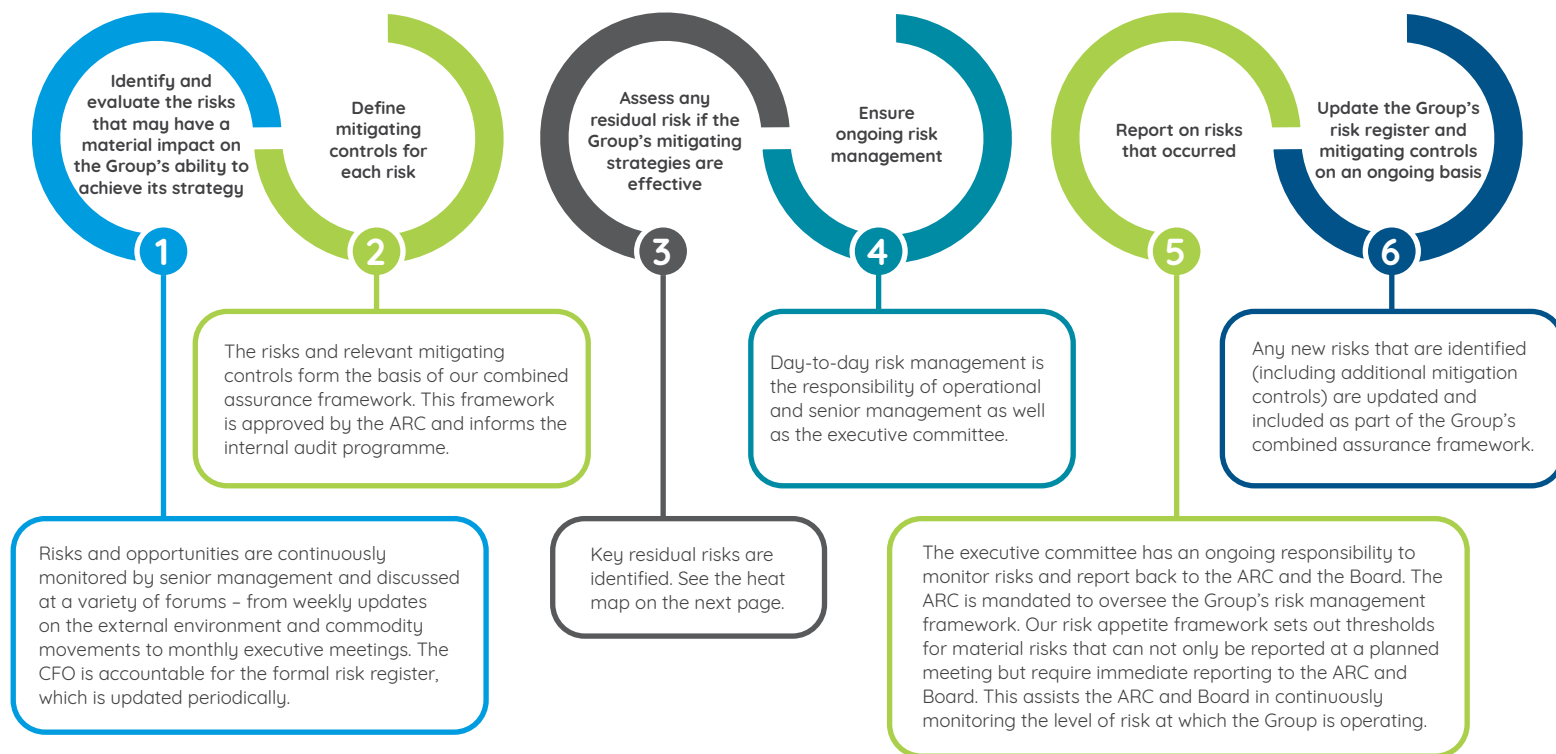 Identify and
evaluate the risks
that may have a
material impact on
the Group's ability to
achieve its strategy
1
Risks and opportunities are continuously
monitored by senior management and discussed
at a variety of forums – from weekly updates
on the external environment and commodity
movements to monthly executive meetings. The
CFO is accountable for the formal risk register,
which is updated periodically.
Define
mitigating
controls for
each risk
2
The risks and relevant mitigating
controls form the basis of our combined
assurance framework. This framework
is approved by the ARC and informs the
internal audit programme.
Assess any
residual risk if the
Group's mitigating
strategies are
effective
3
Key residual risks are
identified. See the heat
map on the next page.
Ensure
ongoing risk
management
4
Day-to-day risk management is
the responsibility of operational
and senior management as well
as the executive committee.
Report on risks
that occurred
5
The executive committee has an ongoing responsibility to
monitor risks and report back to the ARC and the Board. The
ARC is mandated to oversee the Group's risk management
framework. Our risk appetite framework sets out thresholds
for material risks that can not only be reported at a planned
meeting but require immediate reporting to the ARC and
Board. This assists the ARC and Board in continuously
monitoring the level of risk at which the Group is operating.
Update the Group's
risk register and
mitigating controls
on an ongoing basis
6
Any new risks that are identified
(including additional mitigation
controls) are updated and
included as part of the Group's
combined assurance framework.